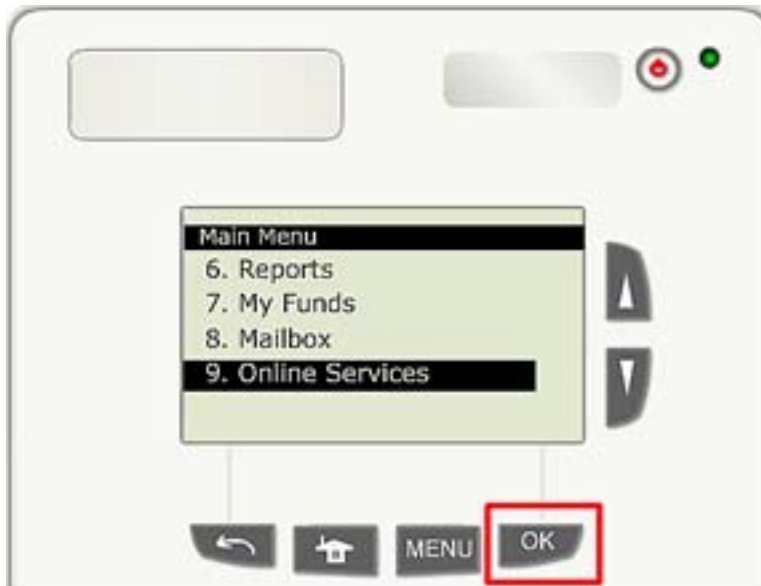 Main Menu
6. Reports
7. My Funds
8. Mailbox
9. Online Services
MENU
OK